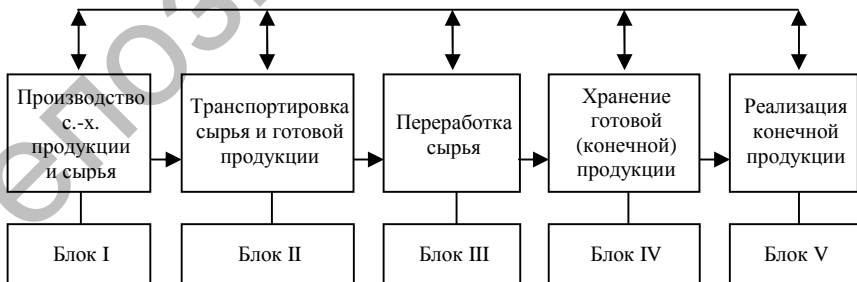 Производство
с.-х.
продукции
и сырья
Транспортировка
сырья и готовой
продукции
Переработка
сырья
Хранение
готовой
(конечной)
продукции
Реализация
конечной
продукции
Блок I
Блок II
Блок III
Блок IV
Блок V